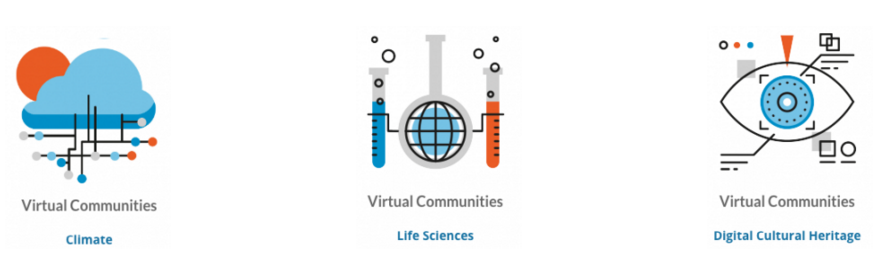 Virtual Communities
Climate
Virtual Communities
Life Sciences
Virtual Communities
Digital Cultural Heritage